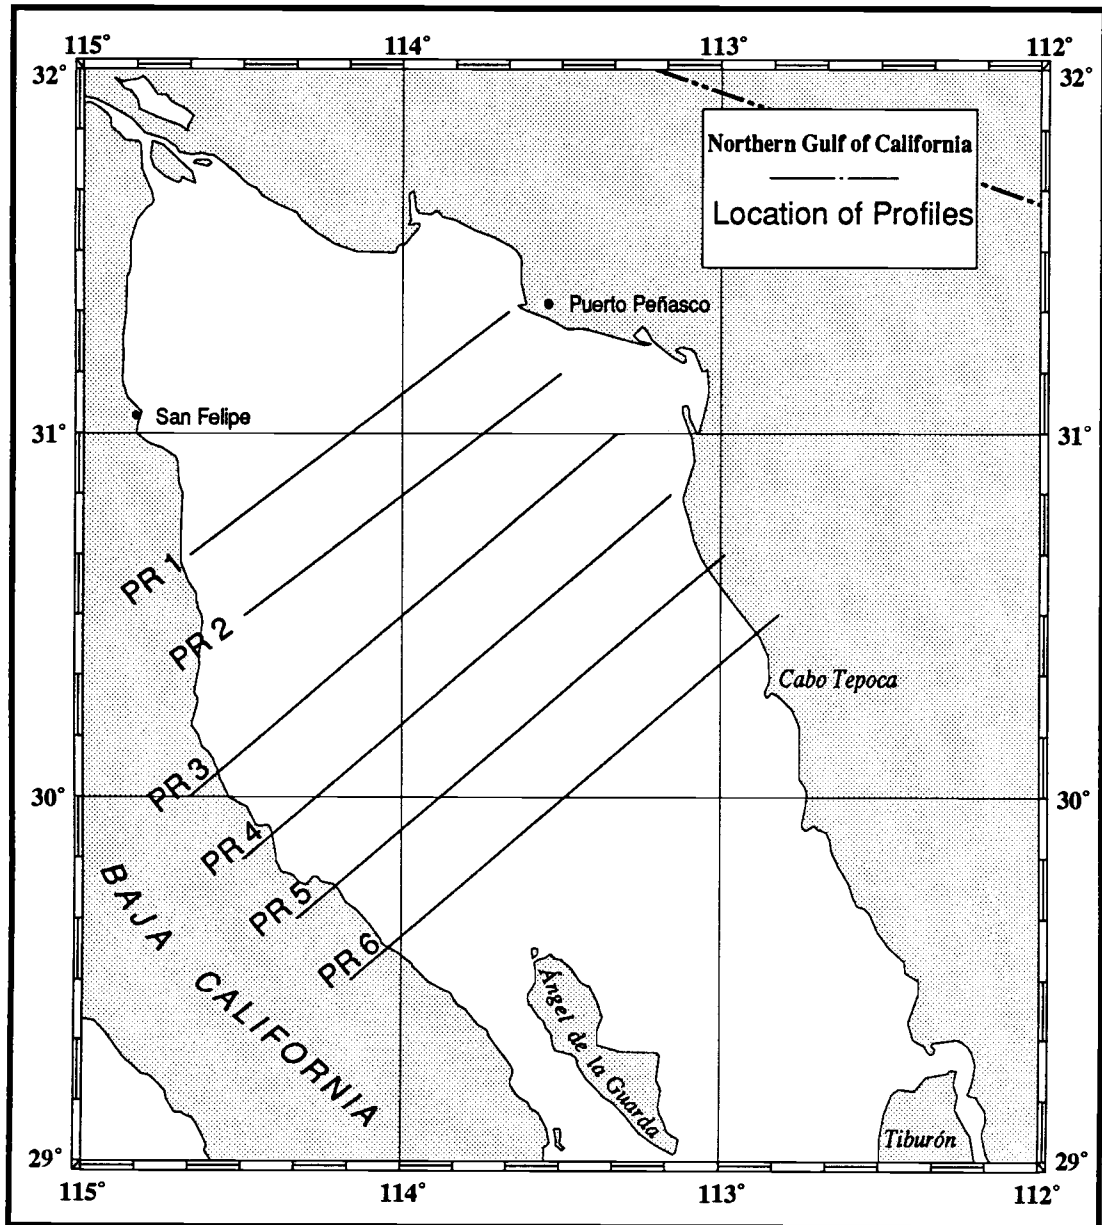 115° 114° 113° 112°
32° 32°
Northern Gulf of California
Location of Profiles
Puerto Peñasco
San Felipe
31° 31°
PR 1
PR 2
Cabo Tepoca
PR 3
30° 30°
PR 4
PR 5
PR 6
BAJA CALIFORNIA
Ángel de la Guarda
Tiburón
29° 29°
115° 114° 113° 112°